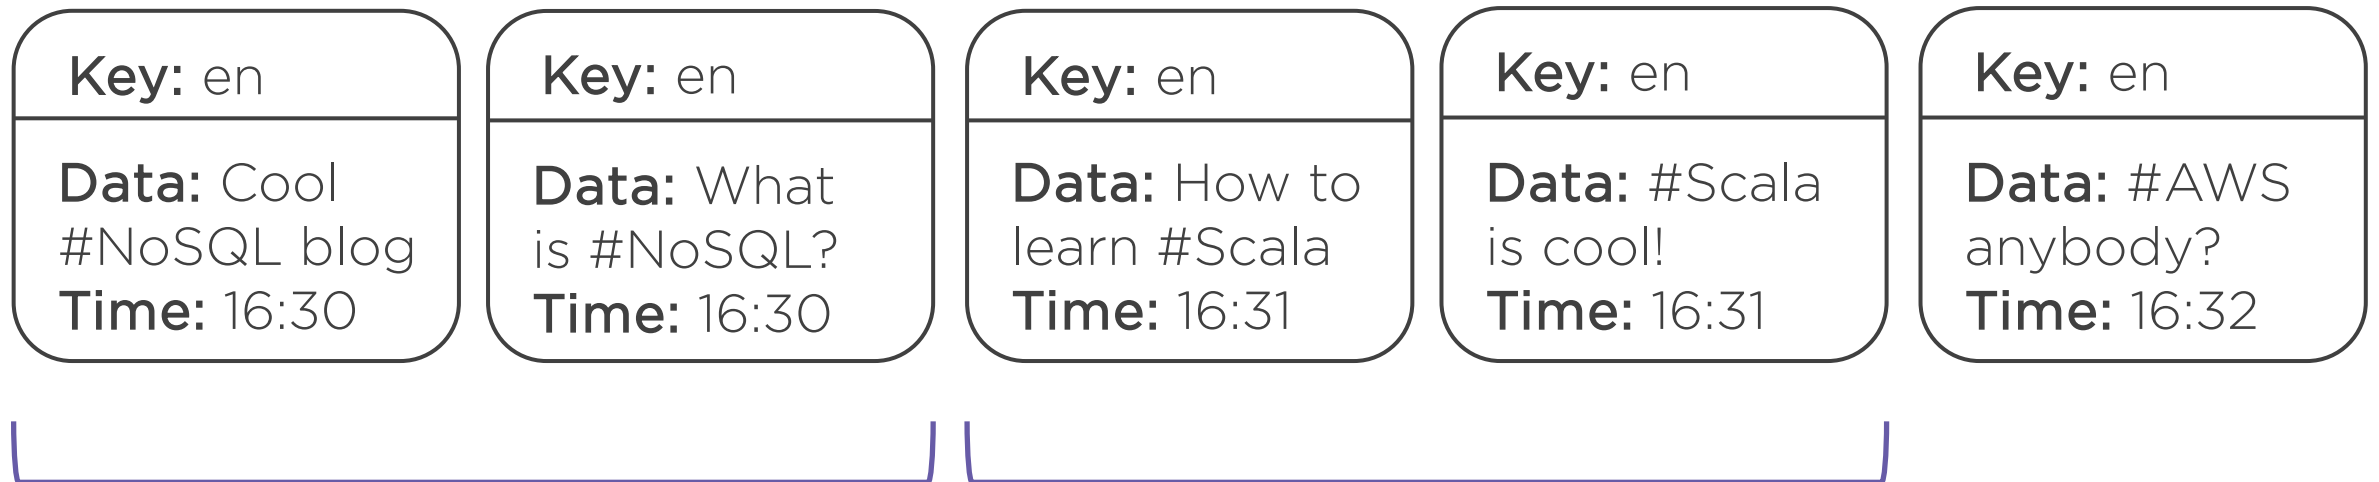 Key: en
Data: Cool
#NoSQL blog
Time: 16:30
Key: en
Data: What
is #NoSQL?
Time: 16:30
Key: en
Data: How to
learn #Scala
Time: 16:31
Key: en
Data: #Scala
is cool!
Time: 16:31
Key: en
Data: #AWS
anybody?
Time: 16:32